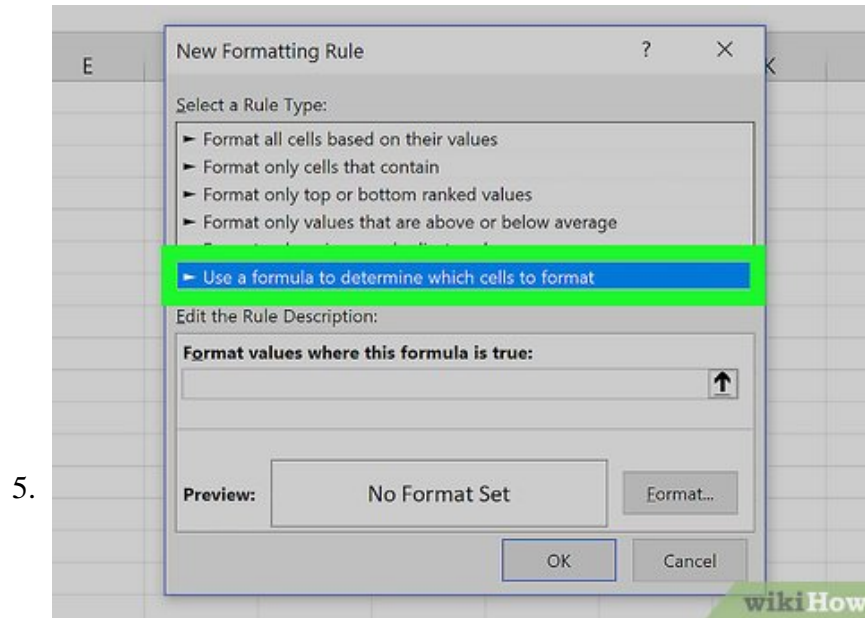 E
K
New Formatting Rule ? ×
Select a Rule Type:
► Format all cells based on their values
► Format only cells that contain
► Format only top or bottom ranked values
► Format only values that are above or below average
► Use a formula to determine which cells to format
Edit the Rule Description:
Format values where this formula is true:
5.
Preview: No Format Set Format...
OK Cancel
wikiHow